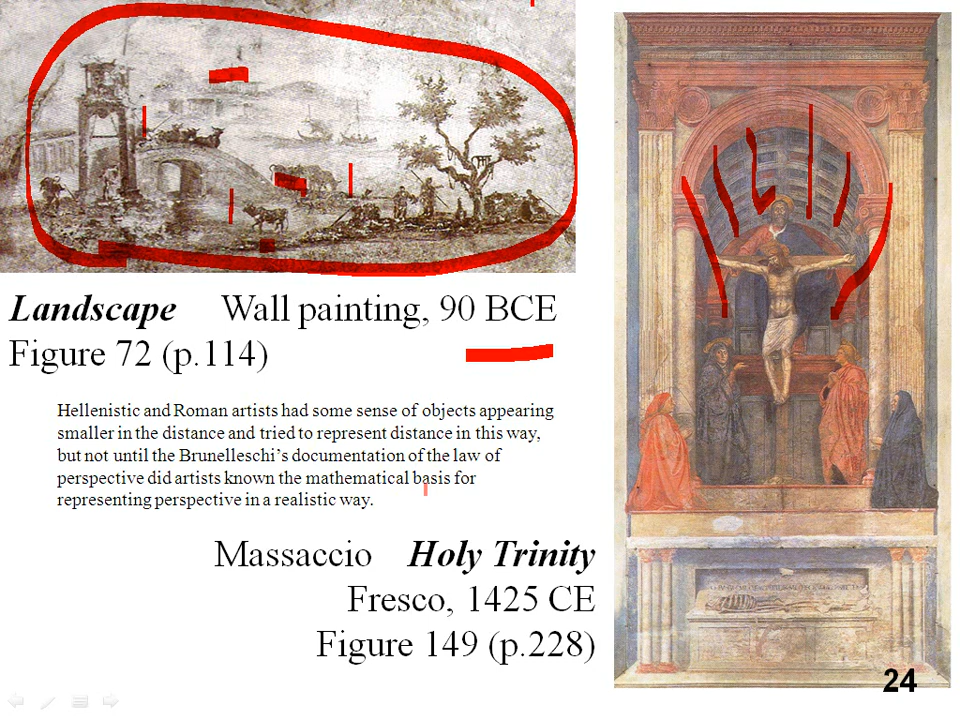 Landscape Wall painting, 90 BCE
Figure 72 (p.114)
Hellenistic and Roman artists had some sense of objects appearing
smaller in the distance and tried to represent distance in this way,
but not until the Brunelleschi's documentation of the law of
perspective did artists known the mathematical basis for
representing perspective in a realistic way.
Massaccio Holy Trinity
Fresco, 1425 CE
Figure 149 (p.228)
24